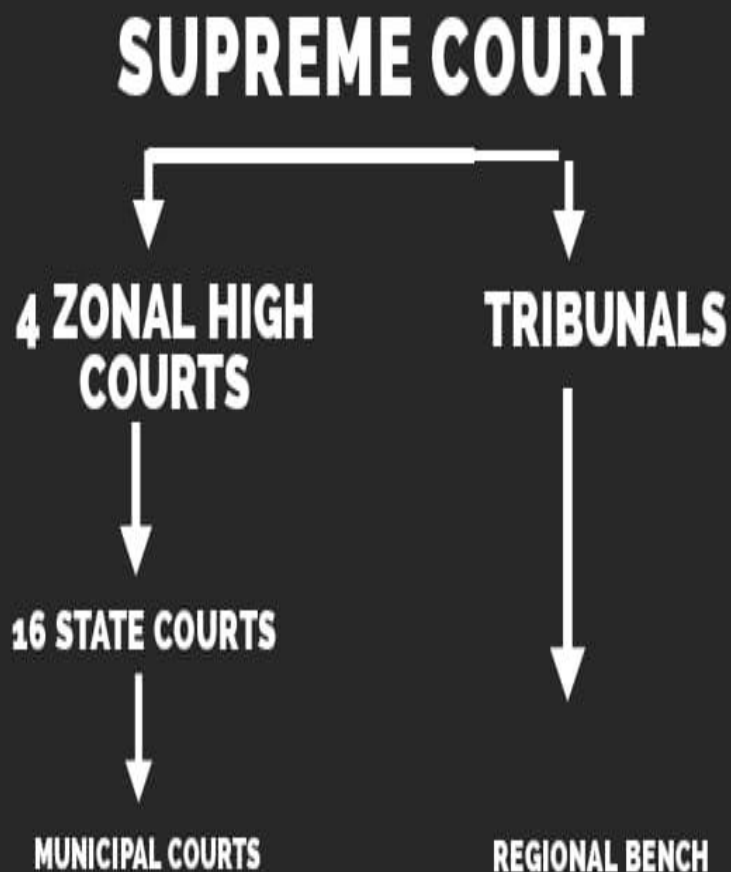 SUPREME COURT
4 ZONAL HIGH
COURTS
TRIBUNALS
16 STATE COURTS
MUNICIPAL COURTS
REGIONAL BENCH